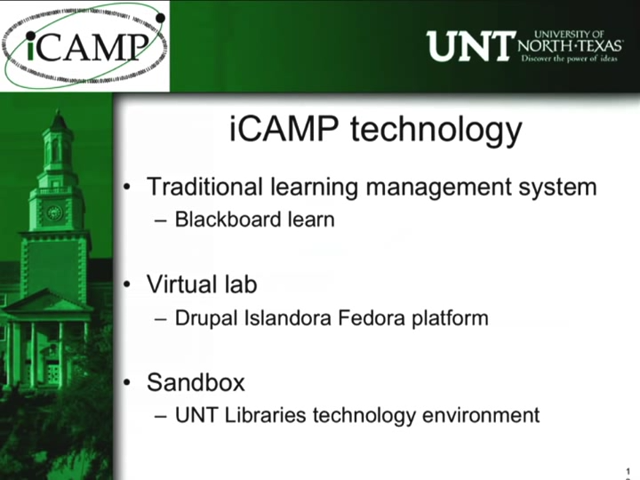 iCAMP
UNT UNIVERSITY OF
NORTH·TEXAS
Discover the power of ideas
iCAMP technology
• Traditional learning management system
– Blackboard learn
• Virtual lab
– Drupal Islandora Fedora platform
• Sandbox
– UNT Libraries technology environment
1